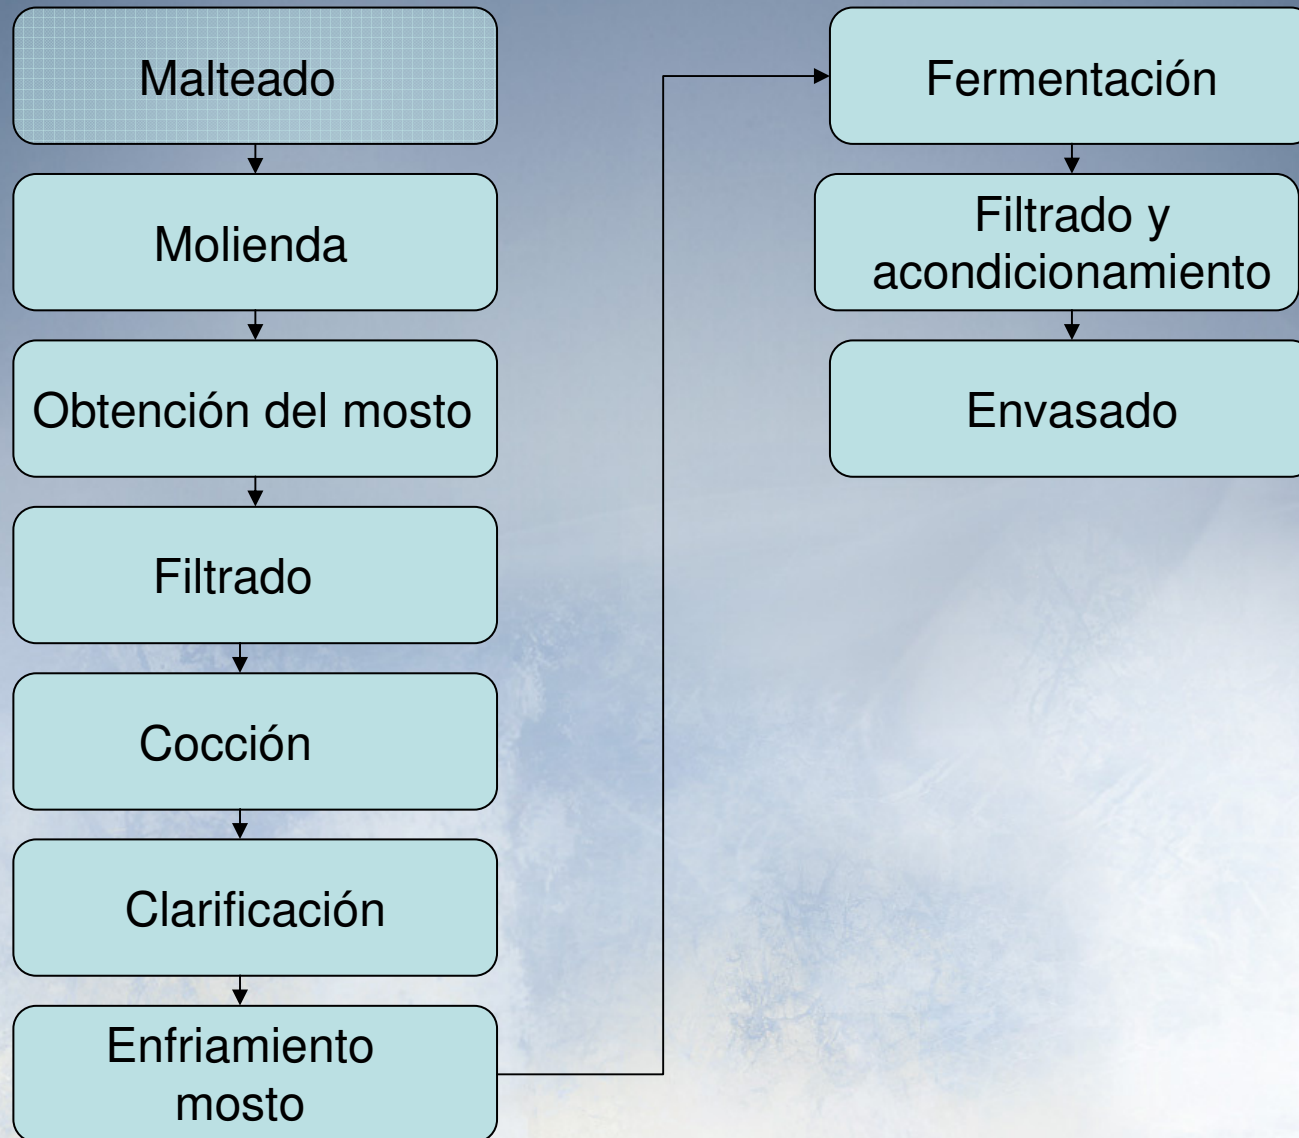 Malteado
Molienda
Obtención del mosto
Filtrado
Cocción
Clarificación
Enfriamiento
mosto
Fermentación
Filtrado y
acondicionamiento
Envasado